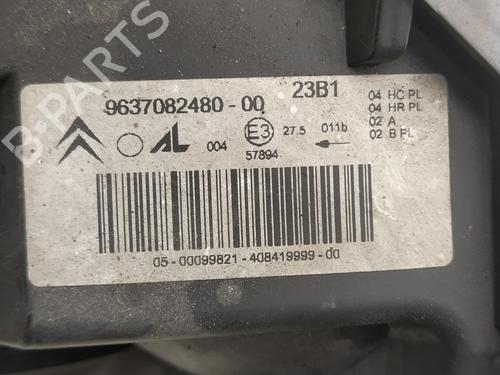 9637082480-00
23B1
04 HC PL
04 HR PL
02 A
02 B PL
AL
004
E3
27.5
011b
57894
05-00099821-408419999-00
B-PARTS